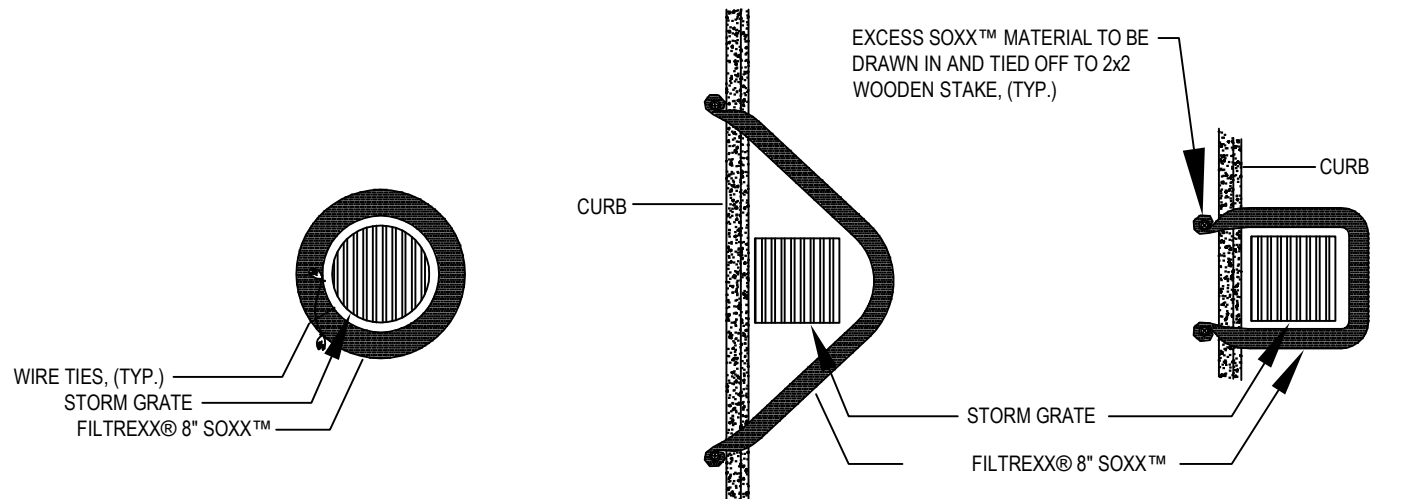 EXCESS SOXX™ MATERIAL TO BE
DRAWN IN AND TIED OFF TO 2x2
WOODEN STAKE, (TYP.)
CURB
CURB
WIRE TIES, (TYP.)
STORM GRATE
FILTREXX® 8" SOXX™
STORM GRATE
FILTREXX® 8" SOXX™